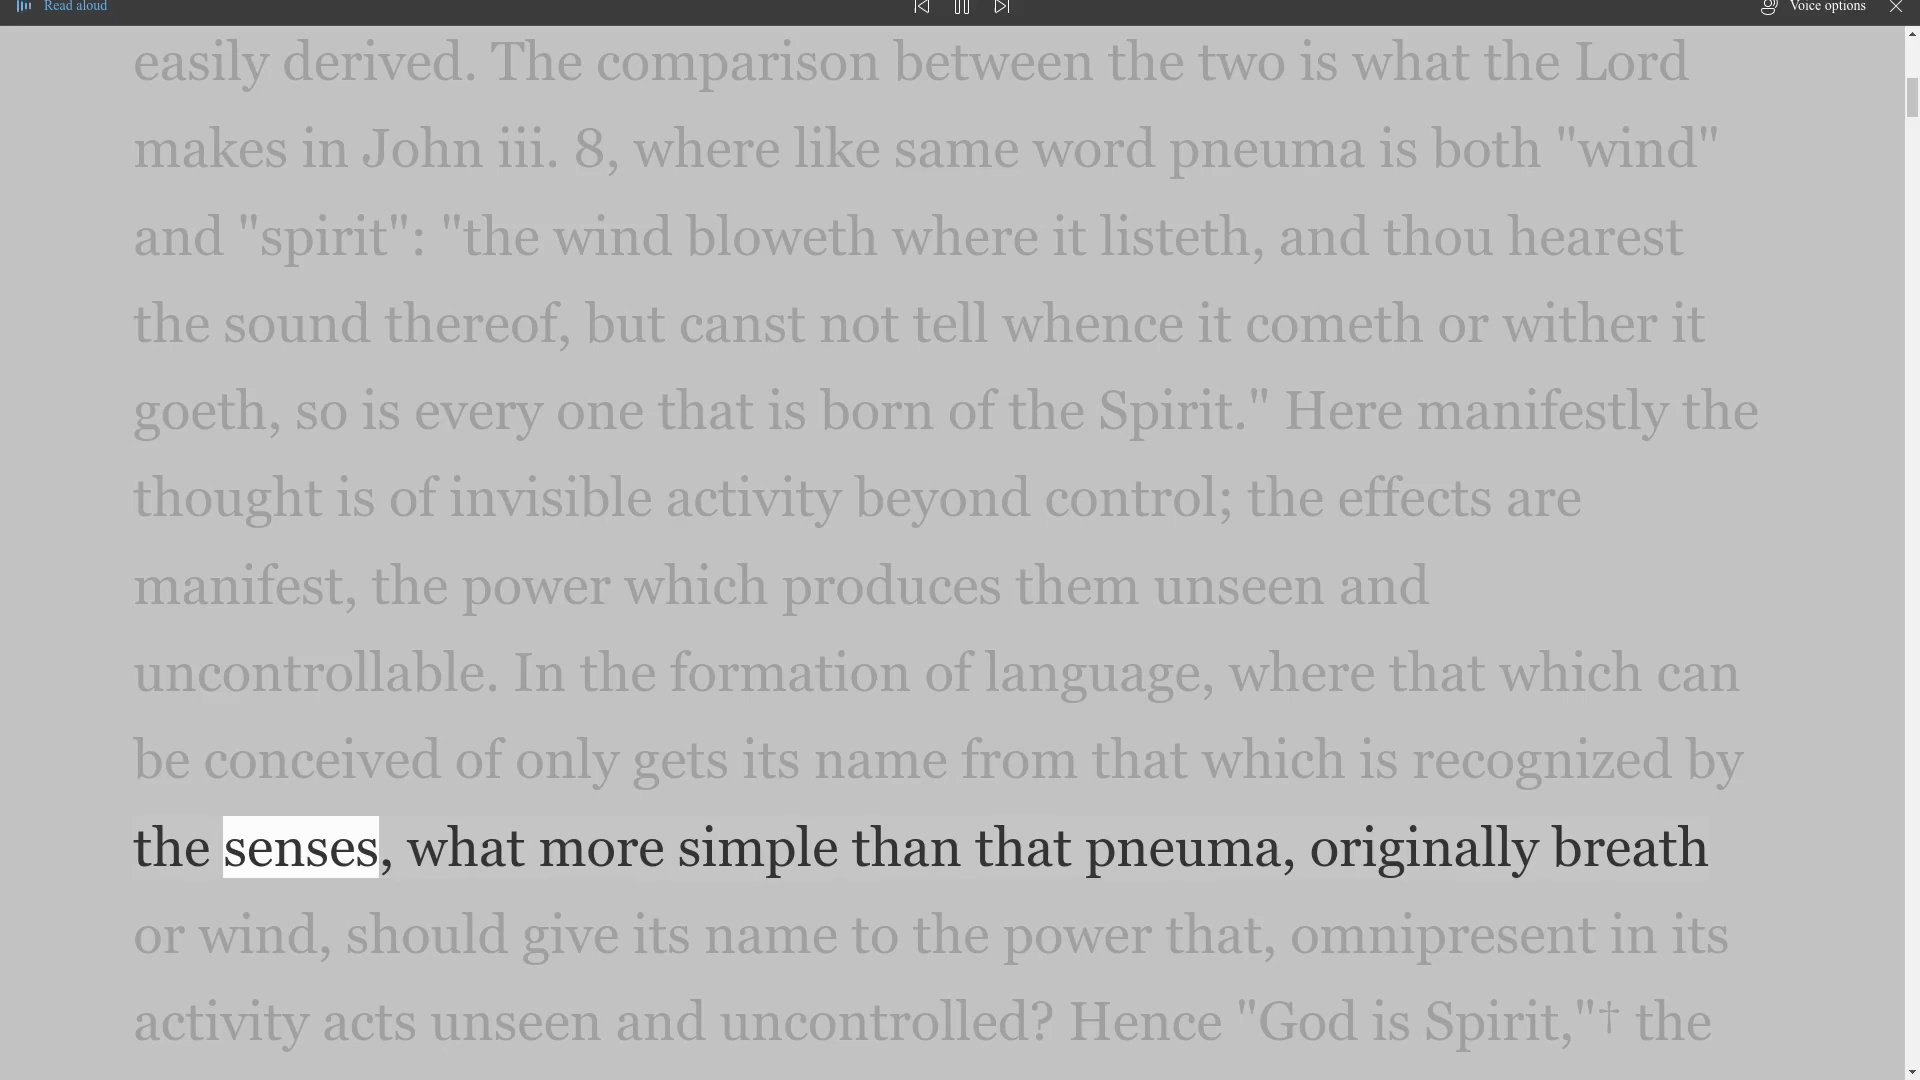 Read aloud
Voice options
easily derived. The comparison between the two is what the Lord
makes in John iii. 8, where like same word pneuma is both "wind"
and "spirit": "the wind bloweth where it listeth, and thou hearest
the sound thereof, but canst not tell whence it cometh or wither it
goeth, so is every one that is born of the Spirit." Here manifestly the
thought is of invisible activity beyond control; the effects are
manifest, the power which produces them unseen and
uncontrollable. In the formation of language, where that which can
be conceived of only gets its name from that which is recognized by
the senses, what more simple than that pneuma, originally breath
or wind, should give its name to the power that, omnipresent in its
activity acts unseen and uncontrolled? Hence "God is Spirit,"† the